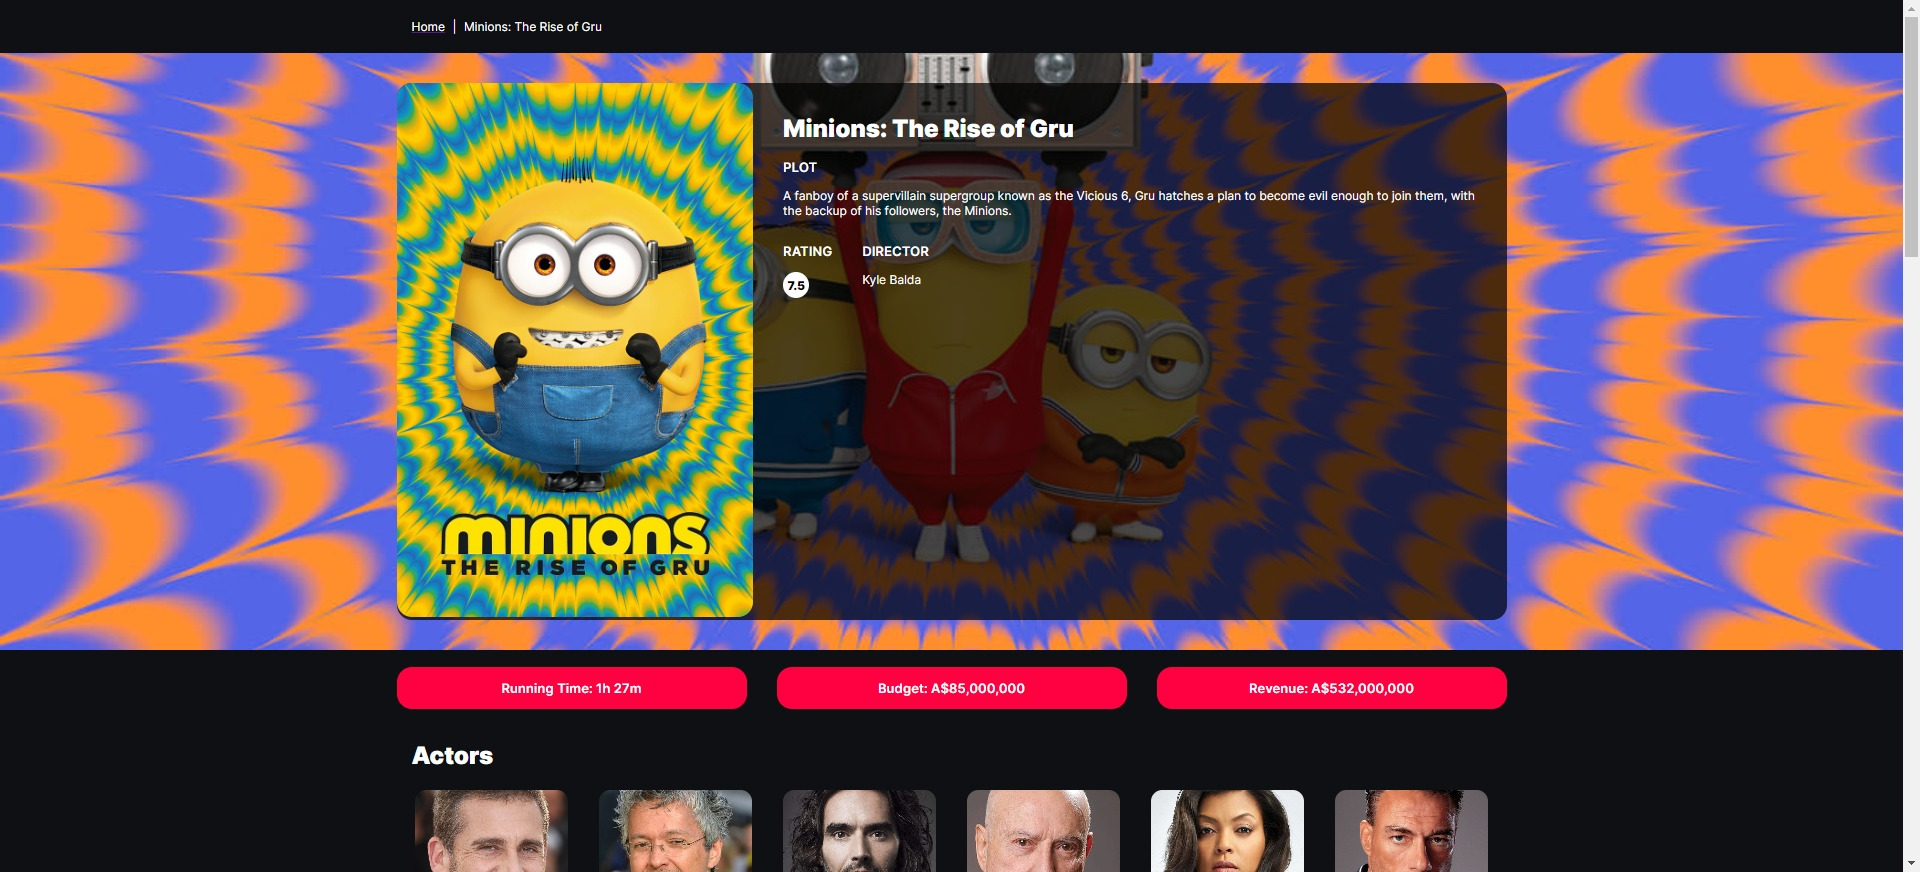 Home | Minions: The Rise of Gru
Minions: The Rise of Gru
PLOT
A fanboy of a supervillain supergroup known as the Vicious 6, Gru hatches a plan to become evil enough to join them, with
the backup of his followers, the Minions.
RATING DIRECTOR
7.5 Kyle Balda
minions
THE RISE OF GRU
Running Time: 1h 27m
Budget: A$85,000,000
Revenue: A$532,000,000
Actors